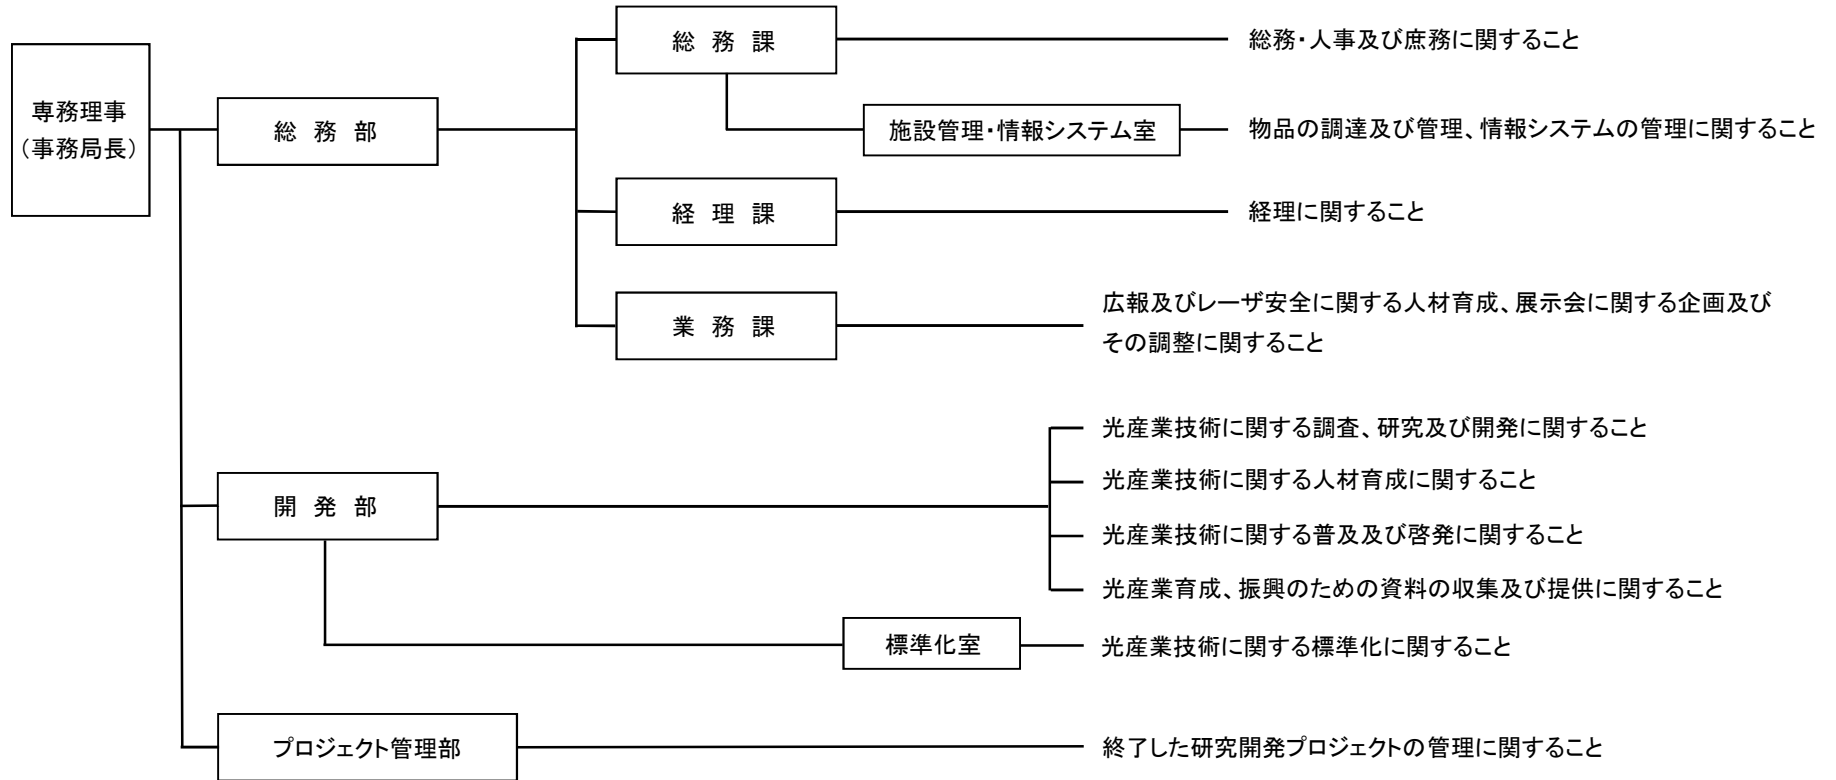 総務課
総務・人事及び庶務に関すること
専務理事
(事務局長)
総務部
施設管理・情報システム室
物品の調達及び管理、情報システムの管理に関すること
経理課
経理に関すること
業務課
広報及びレーザ安全に関する人材育成、展示会に関する企画及び
その調整に関すること
開発部
光産業技術に関する調査、研究及び開発に関すること
光産業技術に関する人材育成に関すること
光産業技術に関する普及及び啓発に関すること
光産業育成、振興のための資料の収集及び提供に関すること
標準化室
光産業技術に関する標準化に関すること
プロジェクト管理部
終了した研究開発プロジェクトの管理に関すること